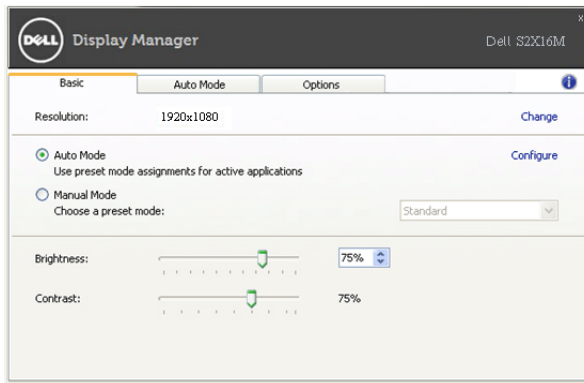 x
DELL Display Manager Dell S2X16M
Basic Auto Mode Options i
Resolution: 1920x1080 Change
Auto Mode Configure
Use preset mode assignments for active applications
Manual Mode
Choose a preset mode: Standard
Brightness: 75%
Contrast: 75%